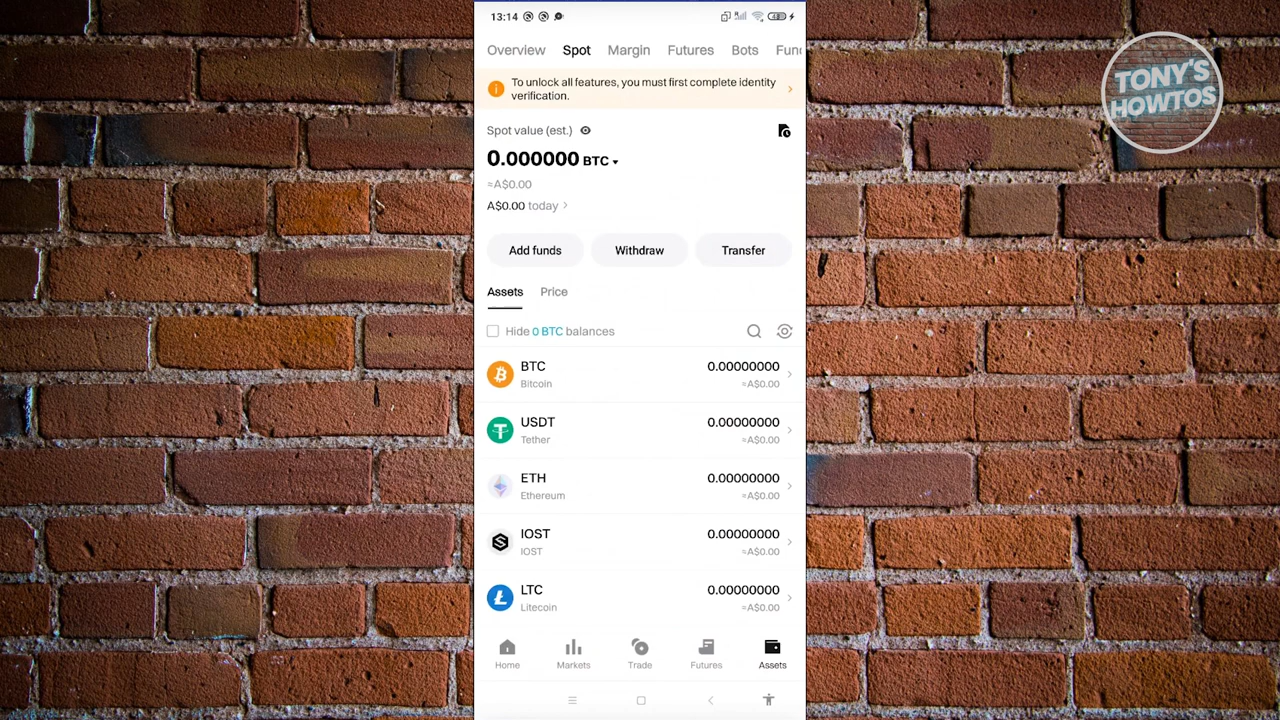 13:14
Overview Spot Margin Futures Bots Fun
To unlock all features, you must first complete identity
verification.
TONY'S
HOWTOS
Spot value (est.)
0.000000 BTC
≈A$0.00
A$0.00 today
Add funds Withdraw Transfer
Assets Price
Hide 0 BTC balances
BTC 0.00000000
Bitcoin ≈A$0.00
USDT 0.00000000
Tether ≈A$0.00
ETH 0.00000000
Ethereum ≈A$0.00
IOST 0.00000000
IOST ≈A$0.00
LTC 0.00000000
Litecoin ≈A$0.00
Home Markets Trade Futures Assets